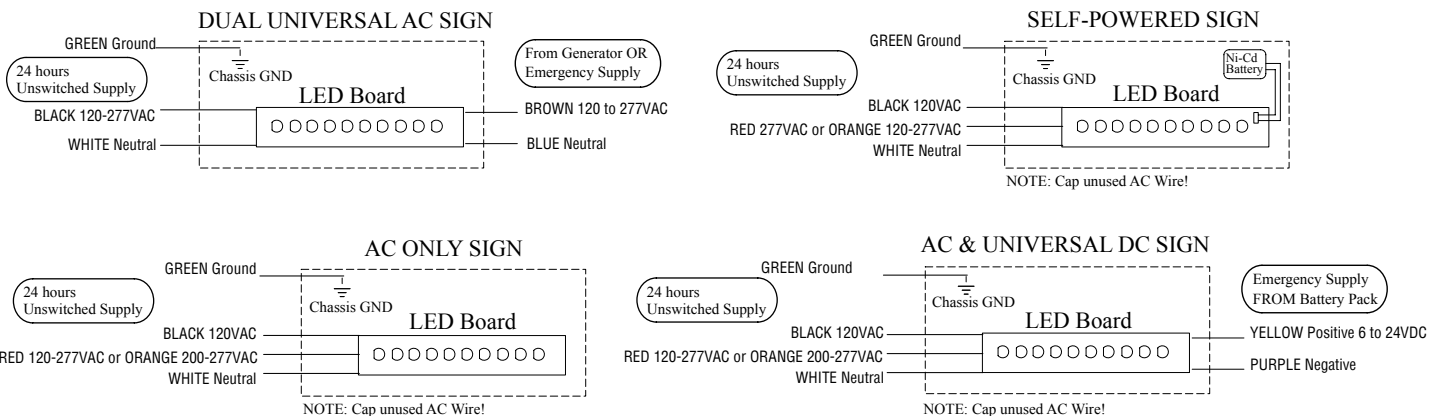 DUAL UNIVERSAL AC SIGN
GREEN Ground
24 hours
Unswitched Supply
Chassis GND
From Generator OR
Emergency Supply
LED Board
BLACK 120-277VAC
BROWN 120 to 277VAC
WHITE Neutral
BLUE Neutral
SELF-POWERED SIGN
GREEN Ground
24 hours
Unswitched Supply
Chassis GND
Ni-Cd
Battery
LED Board
BLACK 120VAC
RED 277VAC or ORANGE 120-277VAC
WHITE Neutral
NOTE: Cap unused AC Wire!
AC ONLY SIGN
GREEN Ground
24 hours
Unswitched Supply
Chassis GND
LED Board
BLACK 120VAC
RED 120-277VAC or ORANGE 200-277VAC
WHITE Neutral
NOTE: Cap unused AC Wire!
AC & UNIVERSAL DC SIGN
GREEN Ground
24 hours
Unswitched Supply
Chassis GND
Emergency Supply
FROM Battery Pack
LED Board
BLACK 120VAC
YELLOW Positive 6 to 24VDC
RED 120-277VAC or ORANGE 200-277VAC
PURPLE Negative
WHITE Neutral
NOTE: Cap unused AC Wire!